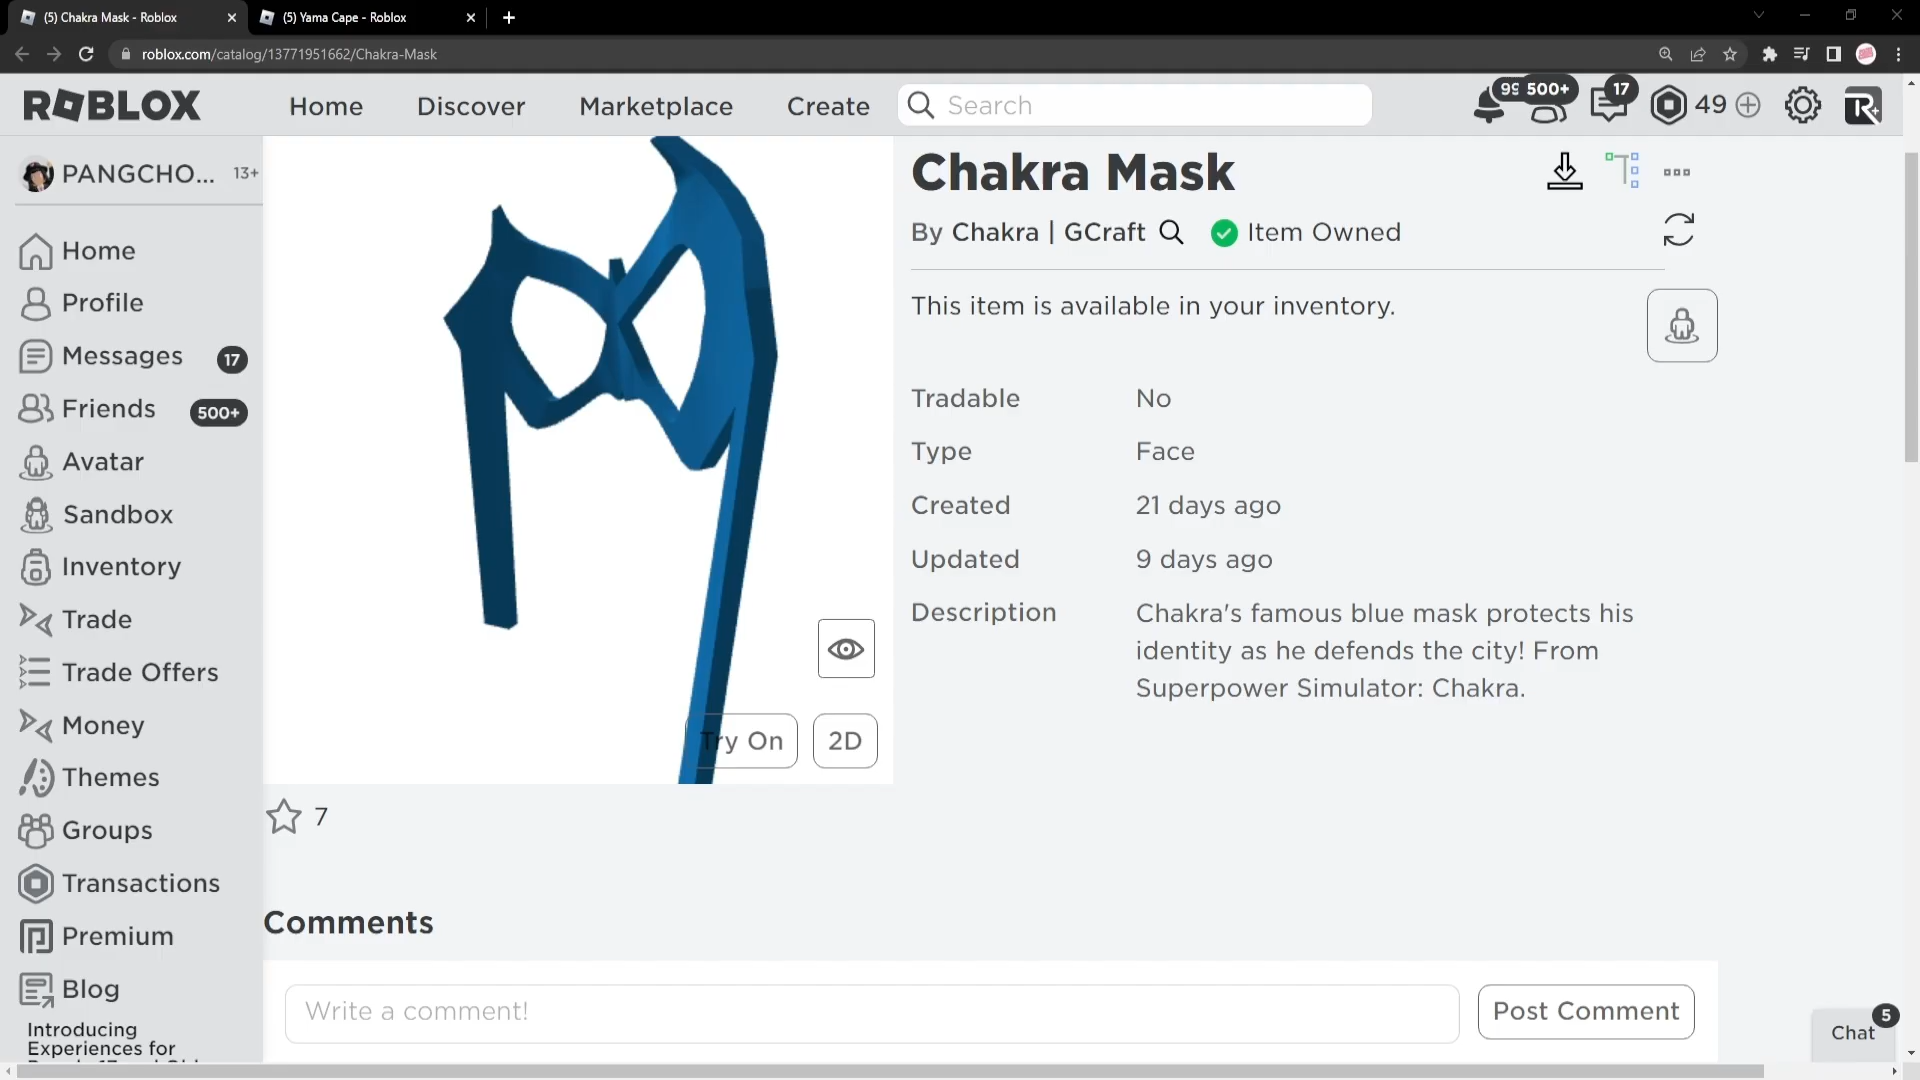 (5) Chakra Mask - Roblox
(5) Yama Cape - Roblox
roblox.com/catalog/13771951662/Chakra-Mask
ROBLOX
Home
Discover
Marketplace
Create
Search
99
500+
17
49
PANGCHO...
13+
Home
Profile
Messages
17
Friends
500+
Avatar
Sandbox
Inventory
Trade
Trade Offers
Money
Themes
Groups
Transactions
Premium
Blog
Introducing
Experiences for
Chakra Mask
By Chakra | GCraft
Item Owned
This item is available in your inventory.
Tradable No
Type Face
Created 21 days ago
Updated 9 days ago
Description Chakra's famous blue mask protects his
identity as he defends the city! From
Superpower Simulator: Chakra.
Try On
2D
7
Comments
Write a comment!
Post Comment
Chat
5